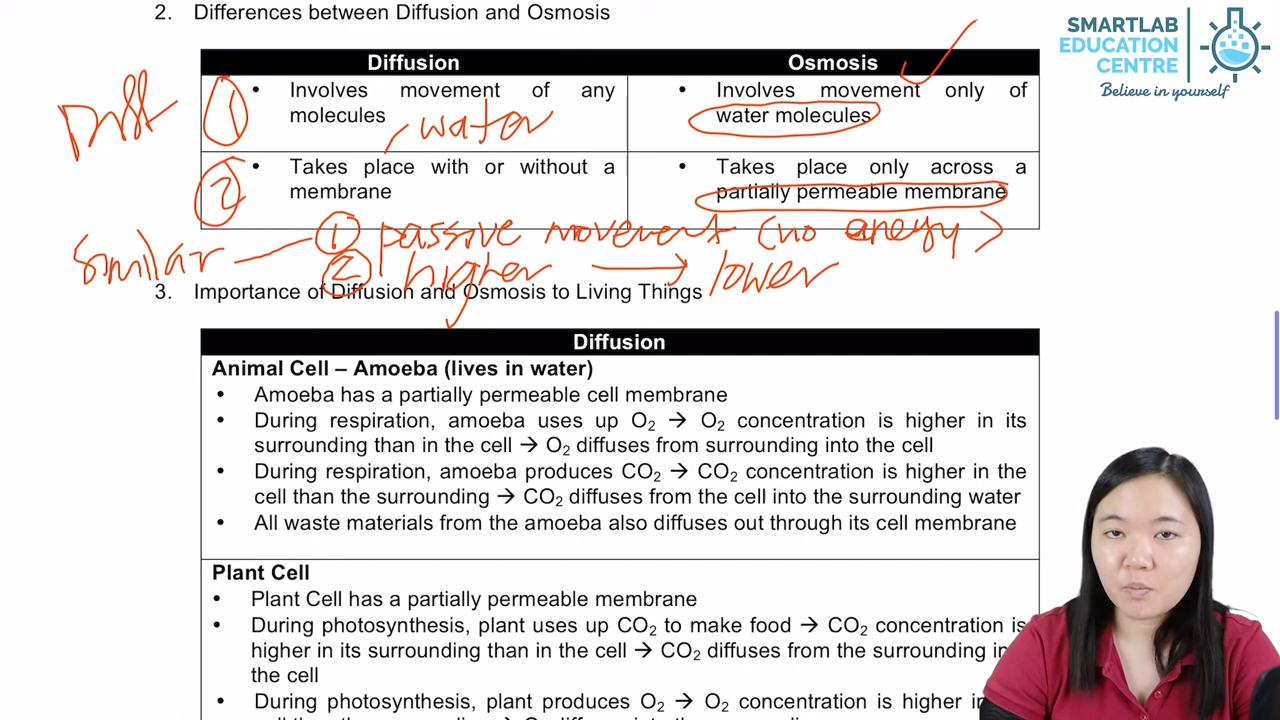 2. Differences between Diffusion and Osmosis
SMARTLAB
EDUCATION
CENTRE
Believe in yourself
Diffusion
Osmosis
Diff
1
• Involves movement of any
molecules
water
• Involves movement only of
water molecules
2
• Takes place with or without a
membrane
• Takes place only across a
partially permeable membrane
Similar
1 passive movement (no
2 higher → lower
3. Importance of Diffusion and Osmosis to Living Things
Diffusion
Animal Cell – Amoeba (lives in water)
• Amoeba has a partially permeable cell membrane
• During respiration, amoeba uses up O₂ → O₂ concentration is higher in its
surrounding than in the cell → O₂ diffuses from surrounding into the cell
• During respiration, amoeba produces CO₂ → CO₂ concentration is higher in the
cell than the surrounding → CO₂ diffuses from the cell into the surrounding water
• All waste materials from the amoeba also diffuses out through its cell membrane
Plant Cell
• Plant Cell has a partially permeable membrane
• During photosynthesis, plant uses up CO₂ to make food → CO₂ concentration is
higher in its surrounding than in the cell → CO₂ diffuses from the surrounding
the cell
• During photosynthesis, plant produces O₂ → O₂ concentration is higher